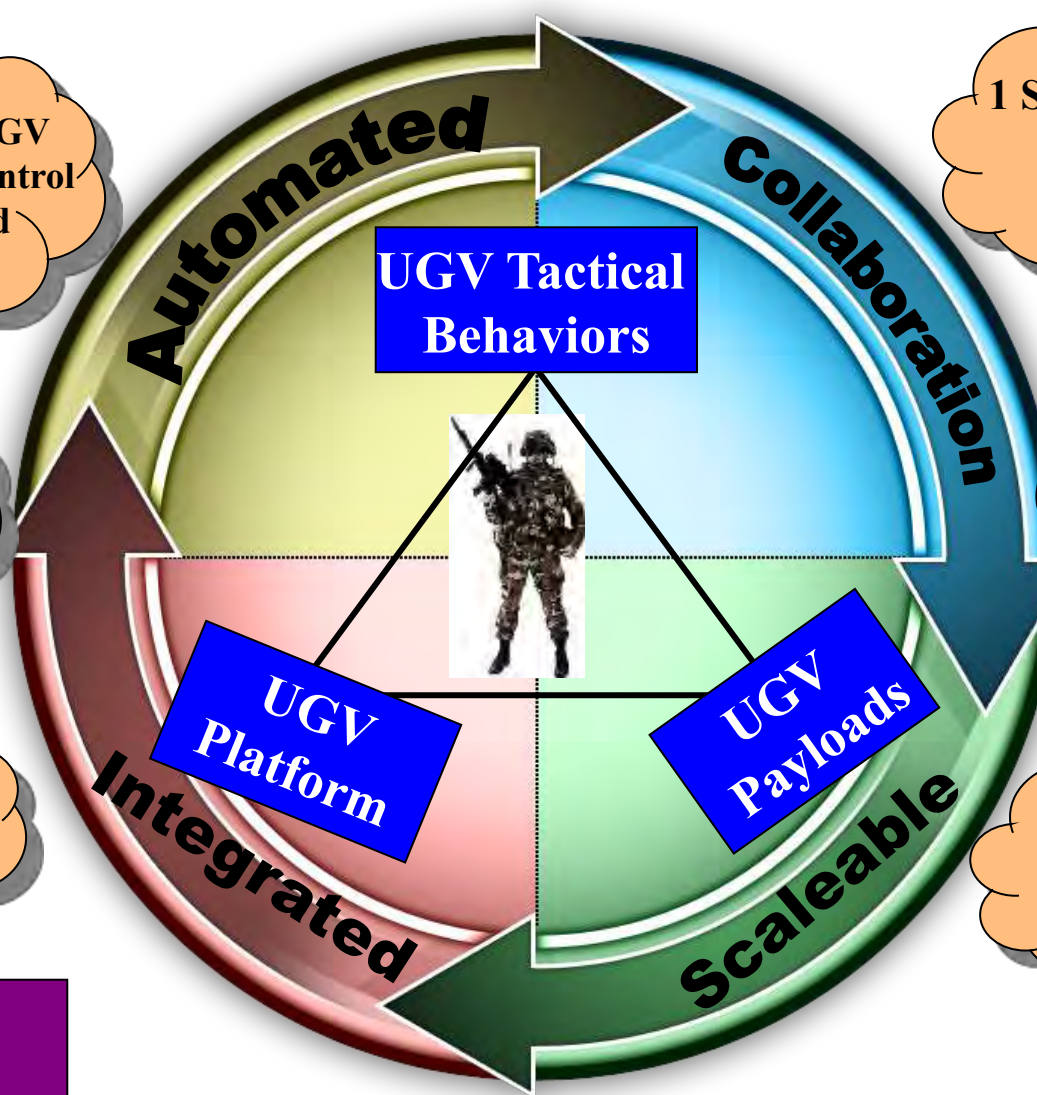 GV
ntrol
d
1 S
Automated
Collaboration
UGV Tactical
Behaviors
UGV
Platform
UGV
Payloads
Integrated
Scaleable